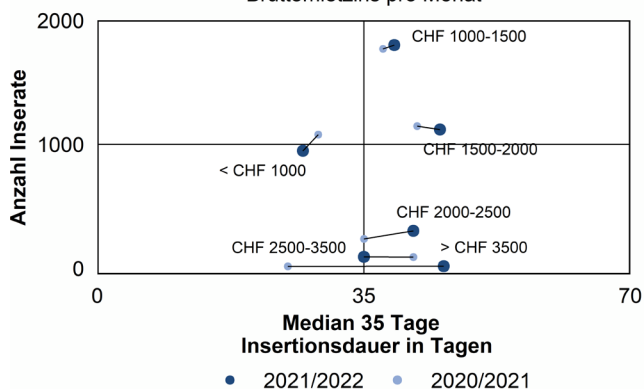 Bruttomietzins pro Monat
2000
CHF 1000-1500
Anzahl Inserate
1000
CHF 1500-2000
< CHF 1000
CHF 2000-2500
CHF 2500-3500
> CHF 3500
0
0
35
70
Median 35 Tage
Insertionsdauer in Tagen
2021/2022
2020/2021